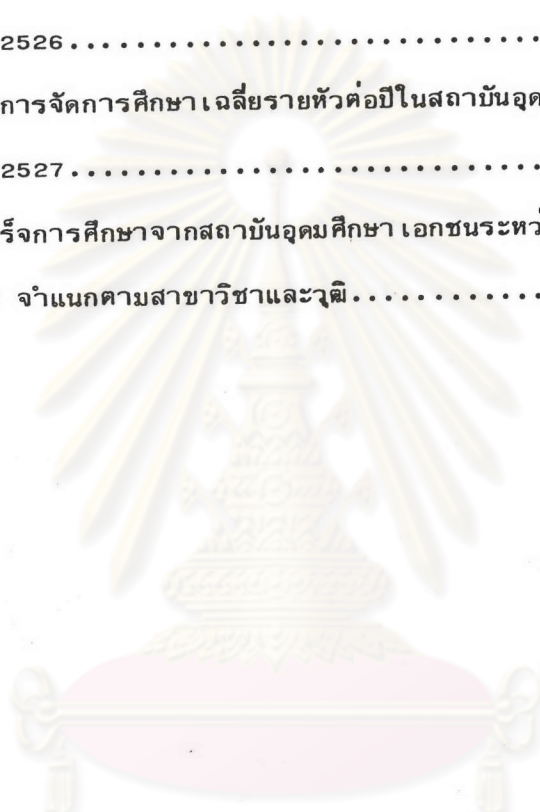 2526..............................
การจัดการศึกษาเฉลี่ยรายหัวต่อปีในสถาบันอุด
2527..............................
ร็จการศึกษาจากสถาบันอุดมศึกษาเอกชนระหว่
จำแนกตามสาขาวิชาและวุฒิ............